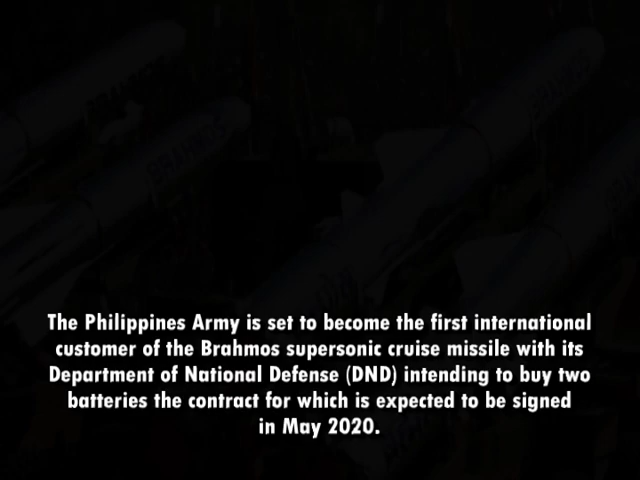 The Philippines Army is set to become the first international
customer of the Brahmos supersonic cruise missile with its
Department of National Defense (DND) intending to buy two
batteries the contract for which is expected to be signed
in May 2020.